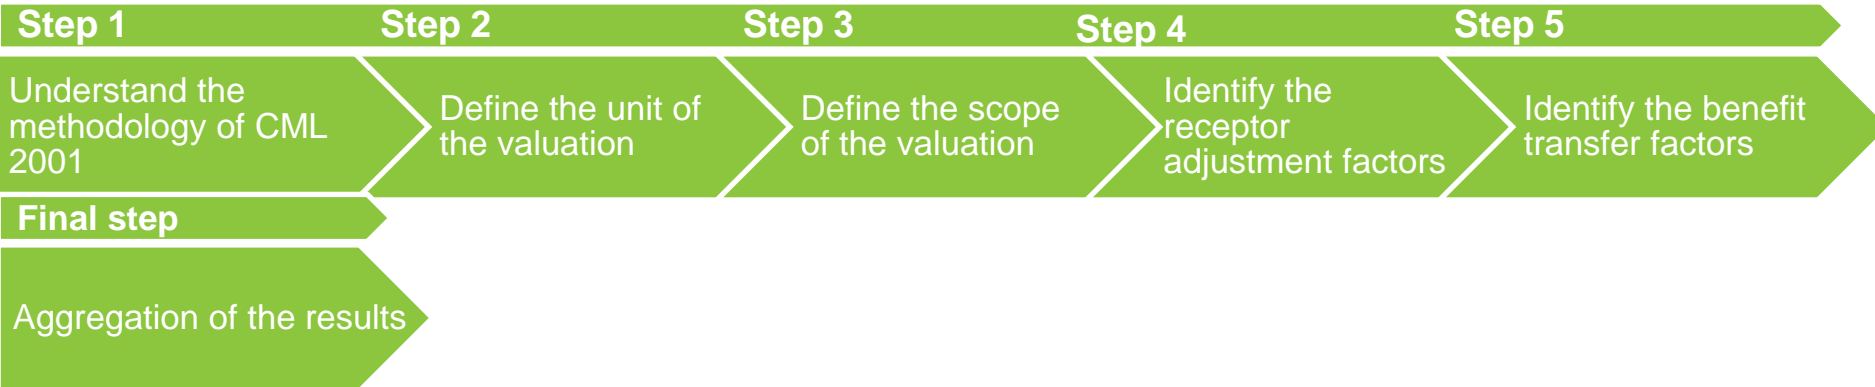 Step 1
Step 2
Step 3
Step 4
Step 5
Understand the
methodology of CML
2001
Define the unit of
the valuation
Define the scope
of the valuation
Identify the
receptor
adjustment factors
Identify the benefit
transfer factors
Final step
Aggregation of the results